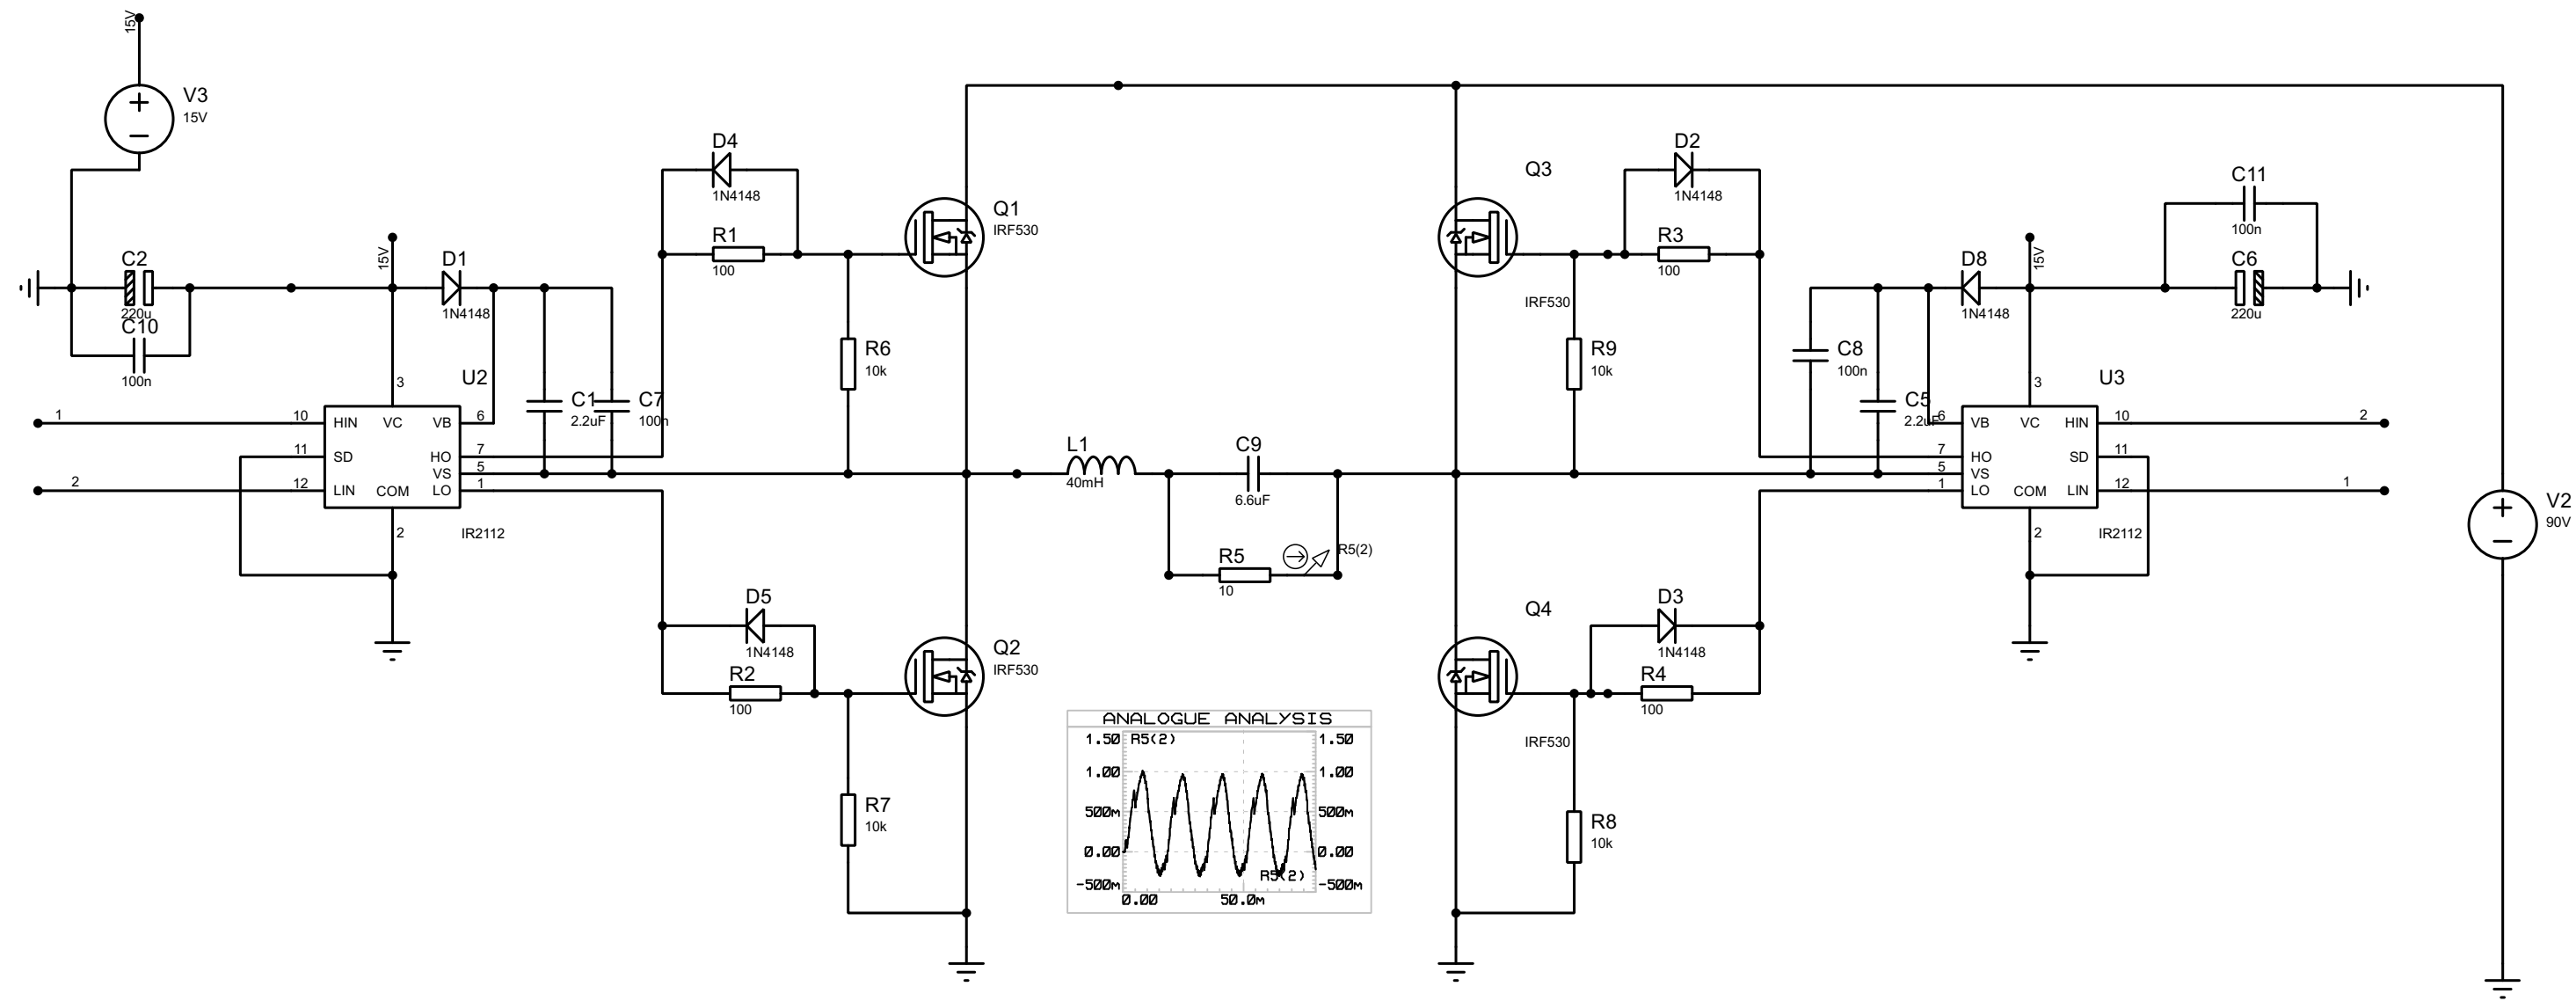 15V
V3
15V
D4
1N4148
R1
100
Q1
IRF530
C2
220u
C10
100n
15V
D1
1N4148
3
U2
1
10
HIN
VC
VB
6
11
SD
HO
7
VS
5
2
12
LIN
COM
LO
1
2
IR2112
C1
2.2uF
C7
100n
R6
10k
L1
40mH
C9
6.6uF
R5
10
R5(2)
D5
1N4148
R2
100
Q2
IRF530
R7
10k
ANALOGUE ANALYSIS
1.50
R5(2)
1.50
1.00
1.00
500m
500m
0.00
0.00
R5(2)
-500m
-500m
0.00
50.0m
Q3
IRF530
D2
1N4148
R3
100
R9
10k
C8
100n
C5
2.2uF
D8
1N4148
15V
C11
100n
C6
220u
3
U3
6
VB
VC
HIN
10
2
7
HO
SD
11
5
VS
1
LO
COM
LIN
12
1
2
IR2112
V2
90V
Q4
IRF530
D3
1N4148
R4
100
R8
10k